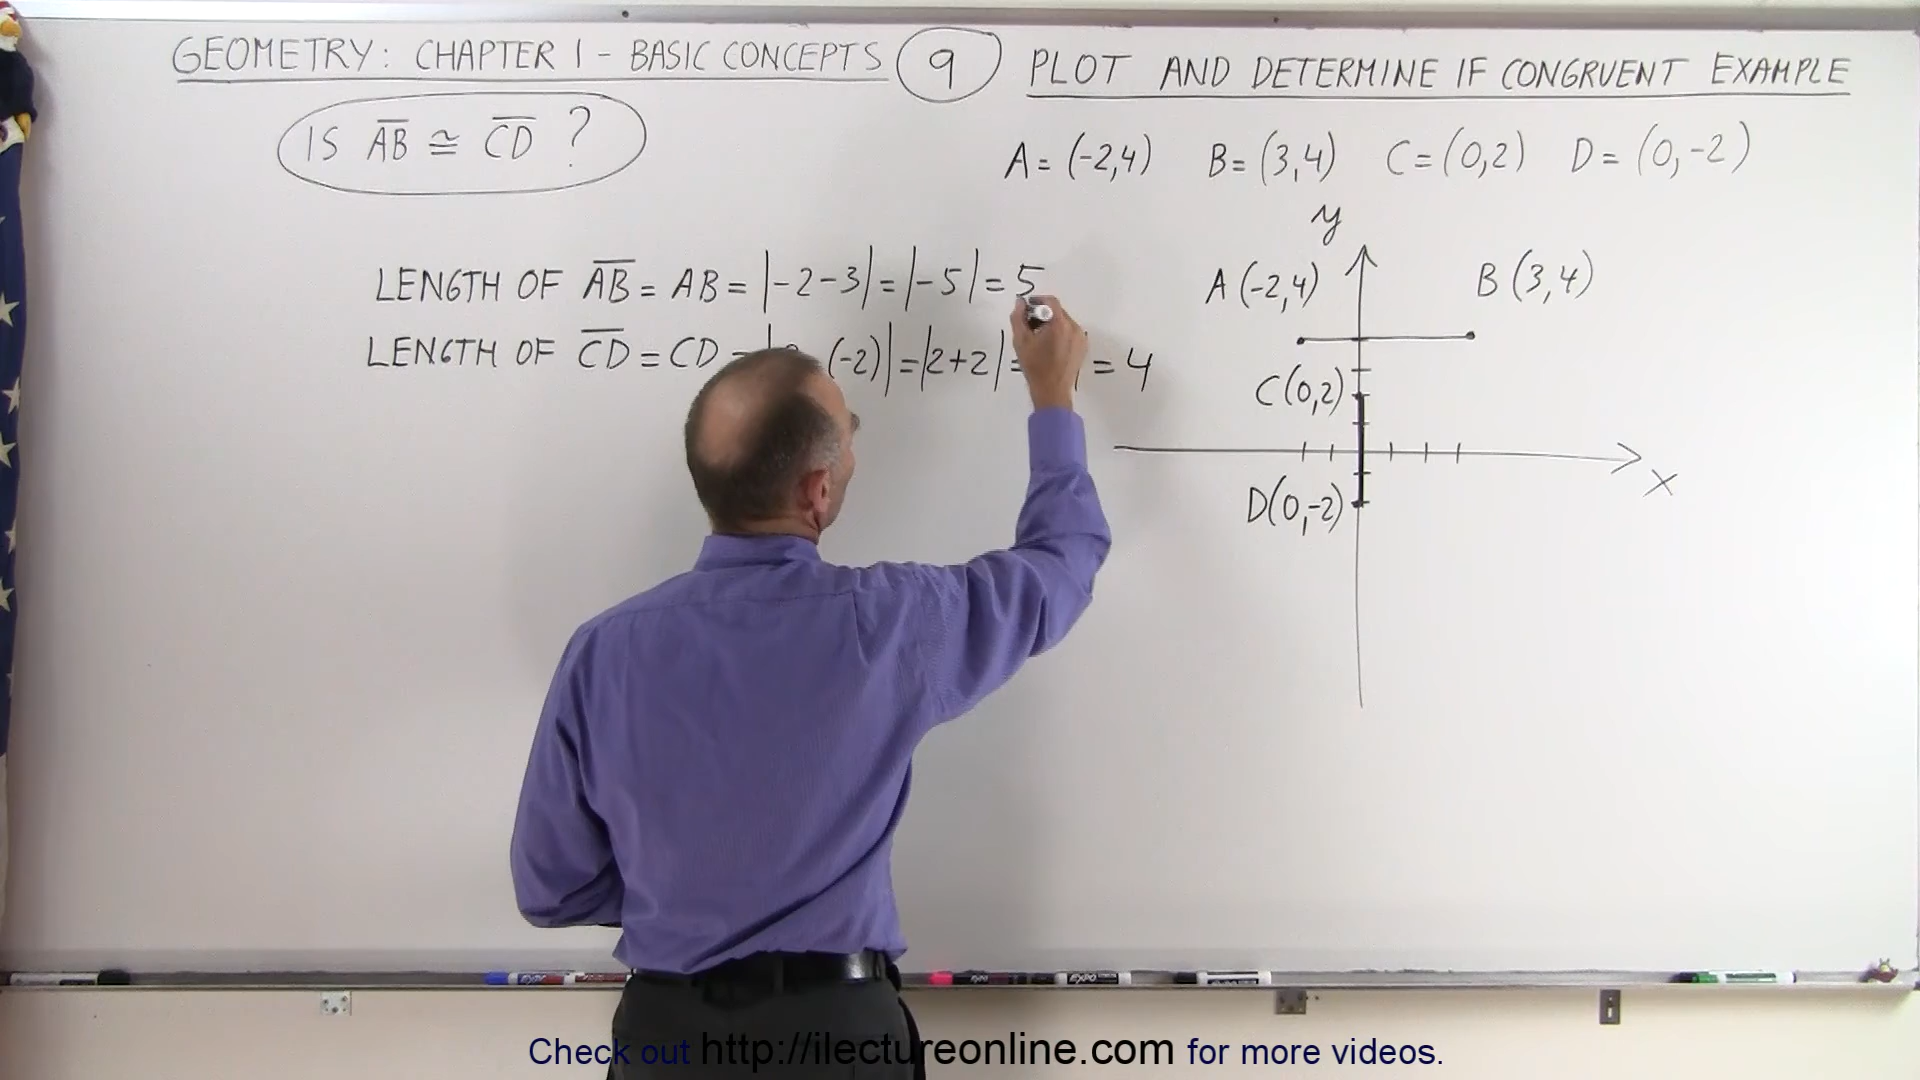 GEOMETRY: CHAPTER 1 - BASIC CONCEPTS 9 PLOT AND DETERMINE IF CONGRUENT EXAMPLE
IS AB ≅ CD ?
A = (-2,4) B = (3,4) C = (0,2) D = (0,-2)
LENGTH OF AB = AB = |-2-3| = |-5| = 5
LENGTH OF CD = CD (-2)| = |2+2| = | = 4
y
A (-2,4) B (3,4)
C(0,2)
x
D(0,-2)
EXPO
Check out http://ilectureonline.com for more videos.